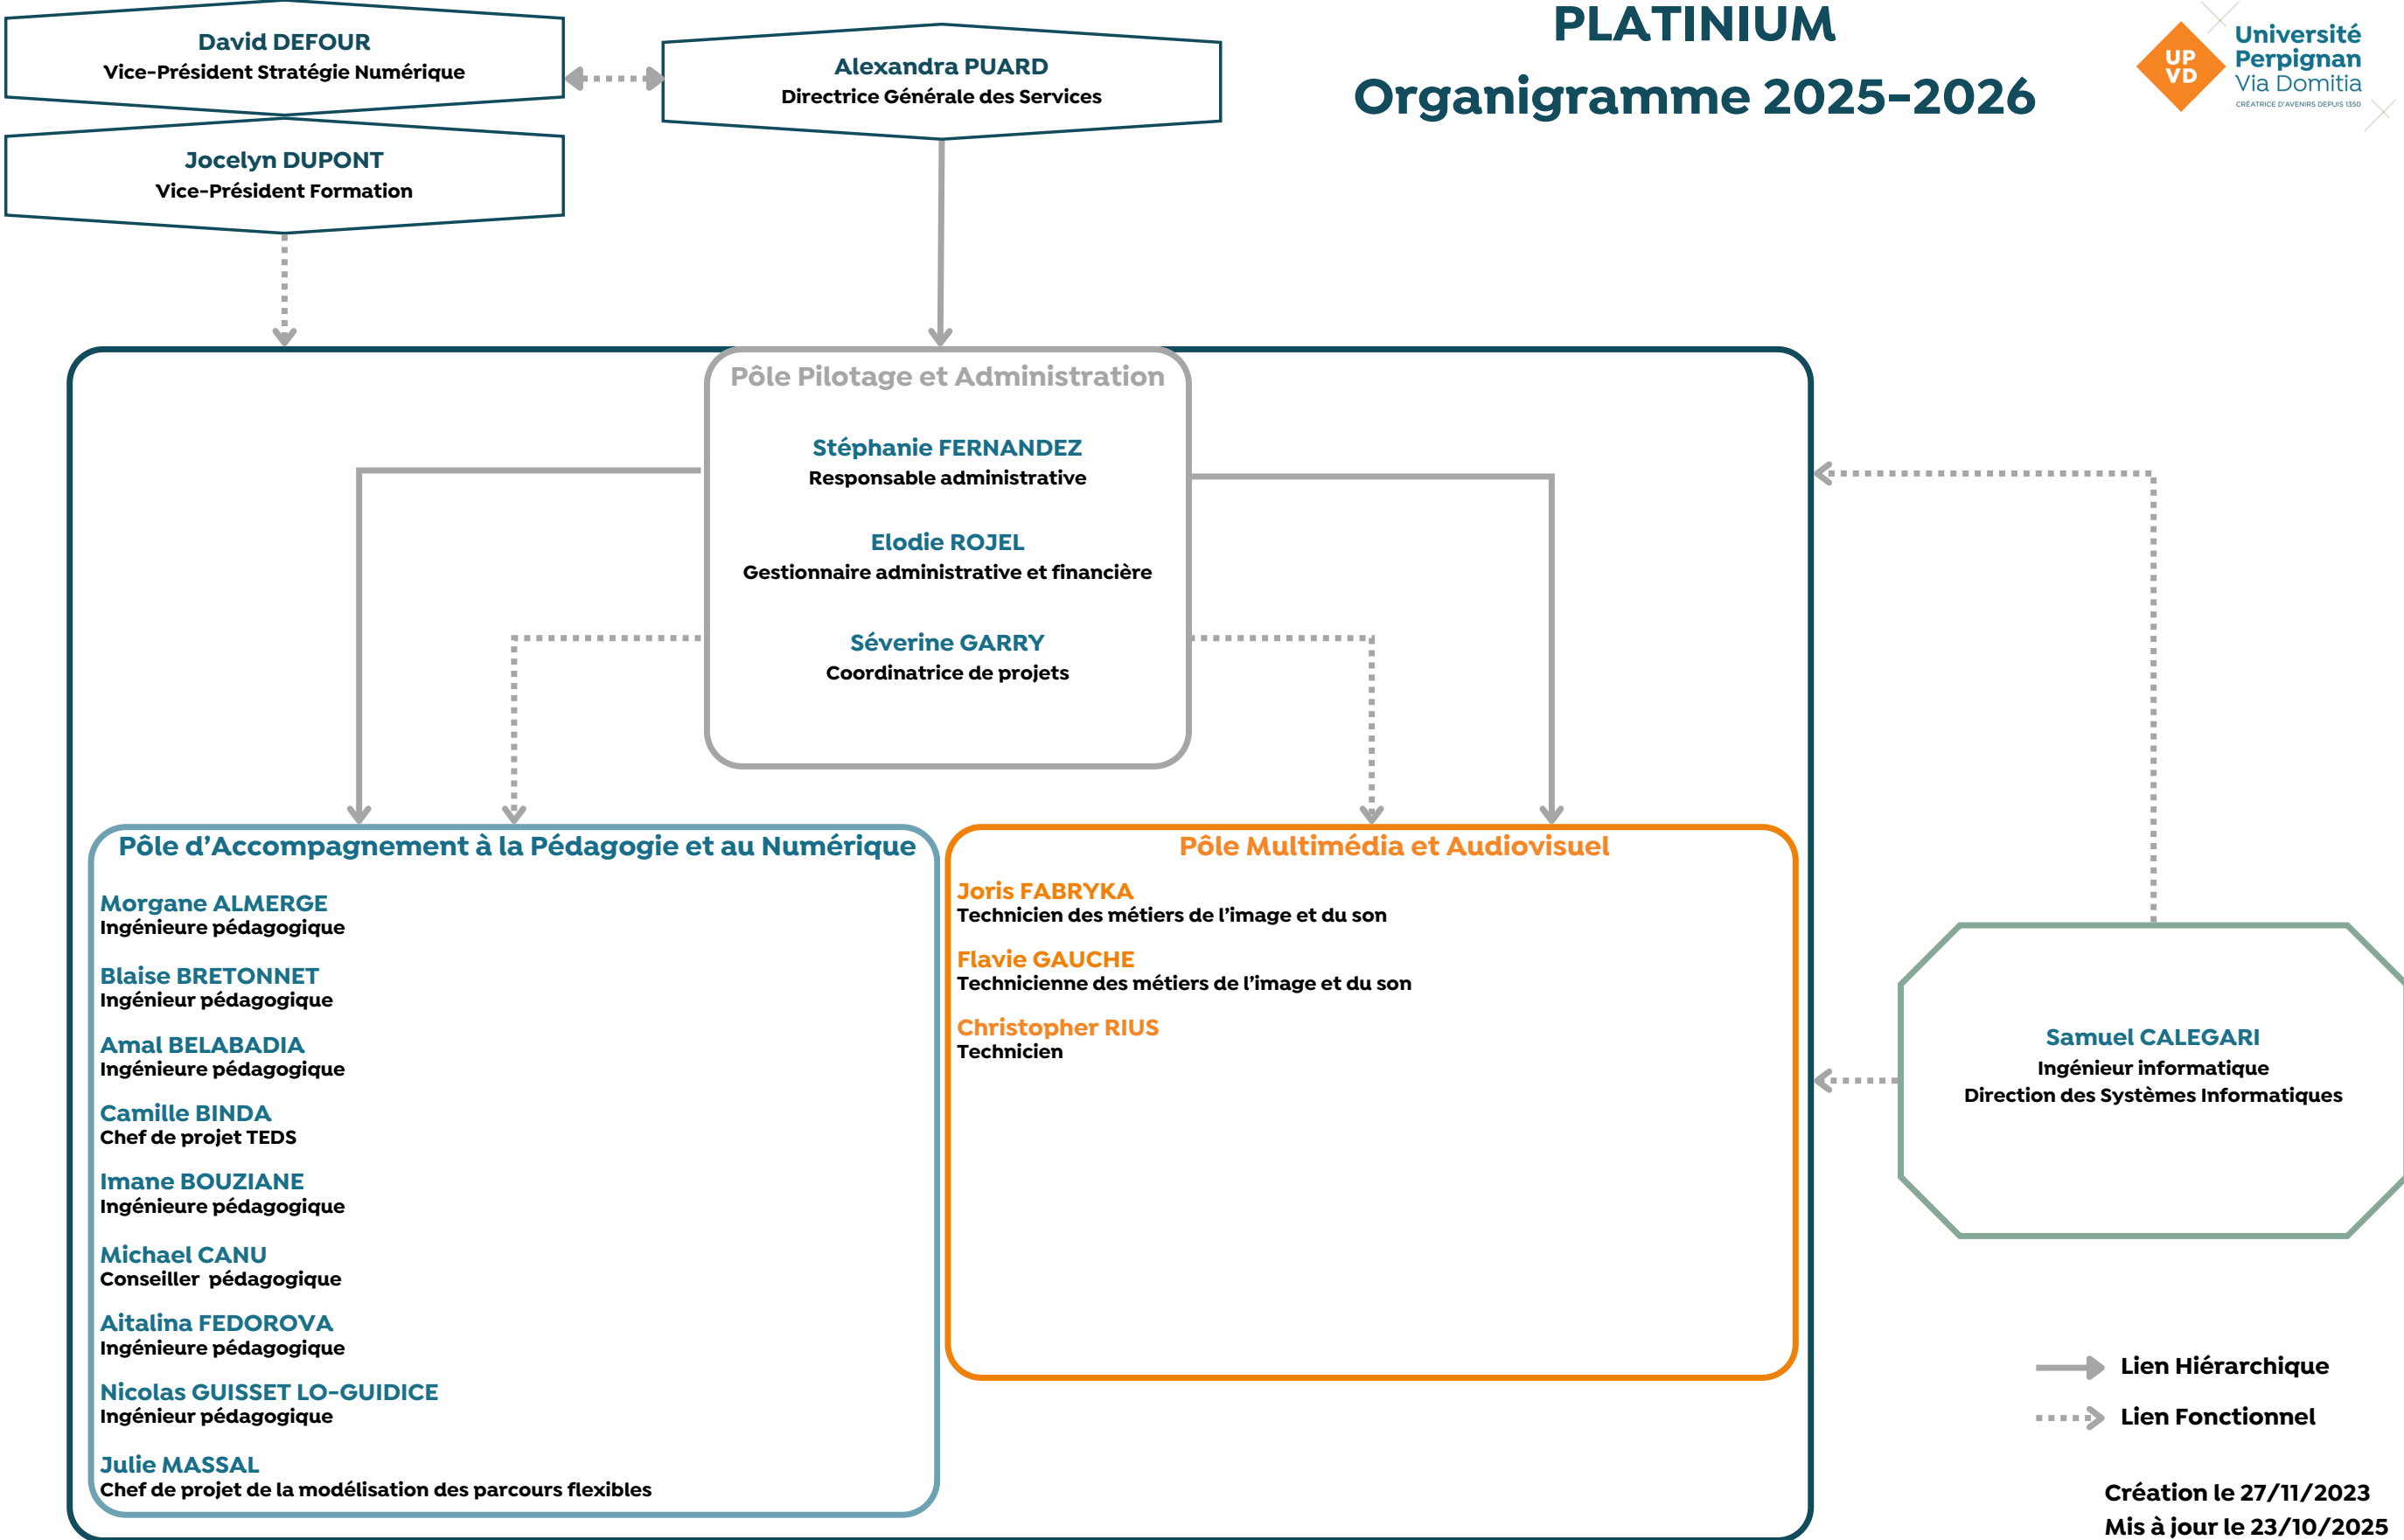 PLATINIUM
Organigramme 2025-2026
UP
VD
Université
Perpignan
Via Domitia
CRÉATRICE D'AVENIRS DEPUIS 1350
David DEFOUR
Vice-Président Stratégie Numérique
Alexandra PUARD
Directrice Générale des Services
Jocelyn DUPONT
Vice-Président Formation
Pôle Pilotage et Administration
Stéphanie FERNANDEZ
Responsable administrative
Elodie ROJEL
Gestionnaire administrative et financière
Séverine GARRY
Coordinatrice de projets
Pôle d'Accompagnement à la Pédagogie et au Numérique
Morgane ALMERGE
Ingénieure pédagogique
Blaise BRETONNET
Ingénieur pédagogique
Amal BELABADIA
Ingénieure pédagogique
Camille BINDA
Chef de projet TEDS
Imane BOUZIANE
Ingénieure pédagogique
Michael CANU
Conseiller  pédagogique
Aitalina FEDOROVA
Ingénieure pédagogique
Nicolas GUISSET LO-GUIDICE
Ingénieur pédagogique
Julie MASSAL
Chef de projet de la modélisation des parcours flexibles
Pôle Multimédia et Audiovisuel
Joris FABRYKA
Technicien des métiers de l'image et du son
Flavie GAUCHE
Technicienne des métiers de l'image et du son
Christopher RIUS
Technicien
Samuel CALEGARI
Ingénieur informatique
Direction des Systèmes Informatiques
Lien Hiérarchique
Lien Fonctionnel
Création le 27/11/2023
Mis à jour le 23/10/2025